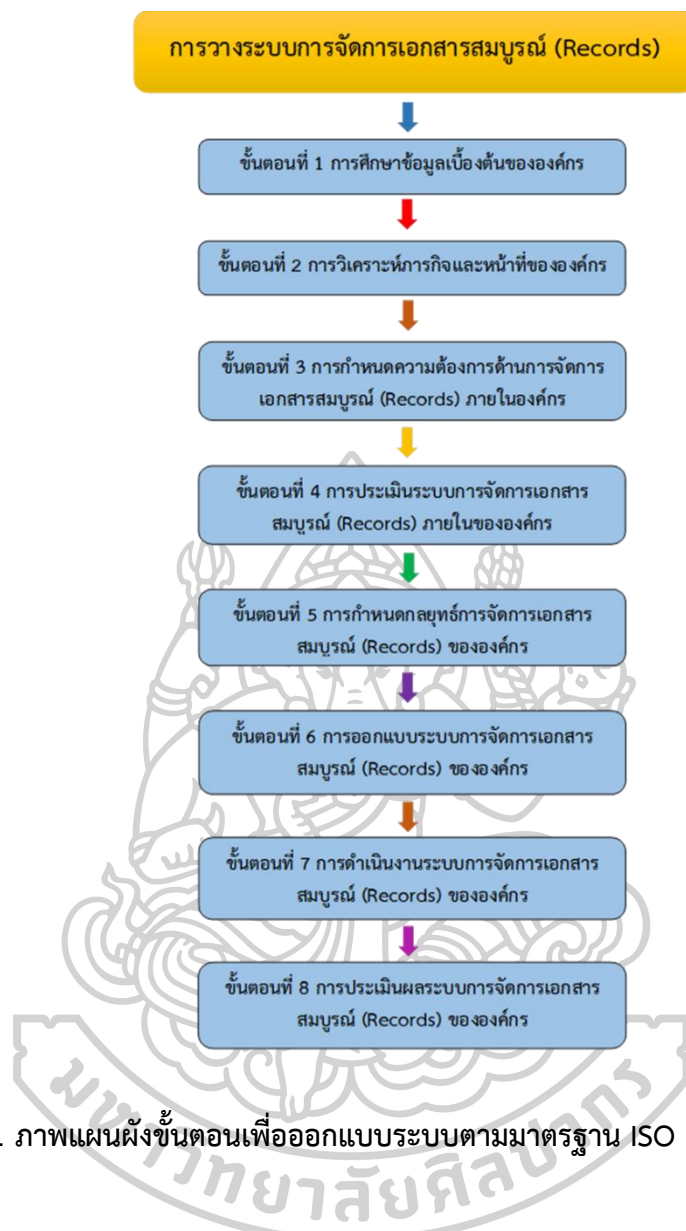 การวางระบบการจัดการเอกสารสมบูรณ์ (Records)
ขั้นตอนที่ 1 การศึกษาข้อมูลเบื้องต้นขององค์กร
ขั้นตอนที่ 2 การวิเคราะห์ภารกิจและหน้าที่ขององค์กร
ขั้นตอนที่ 3 การกำหนดความต้องการด้านการจัดการ
เอกสารสมบูรณ์ (Records) ภายในองค์กร
ขั้นตอนที่ 4 การประเมินระบบการจัดการเอกสาร
สมบูรณ์ (Records) ภายในขององค์กร
ขั้นตอนที่ 5 การกำหนดกลยุทธ์การจัดการเอกสาร
สมบูรณ์ (Records) ขององค์กร
ขั้นตอนที่ 6 การออกแบบระบบการจัดการเอกสาร
สมบูรณ์ (Records) ขององค์กร
ขั้นตอนที่ 7 การดำเนินงานระบบการจัดการเอกสาร
สมบูรณ์ (Records) ขององค์กร
ขั้นตอนที่ 8 การประเมินผลระบบการจัดการเอกสาร
สมบูรณ์ (Records) ขององค์กร
. ภาพแผนผังขั้นตอนเพื่อออกแบบระบบตามมาตรฐาน ISO
มหาวิทยาลัยศิลปากร